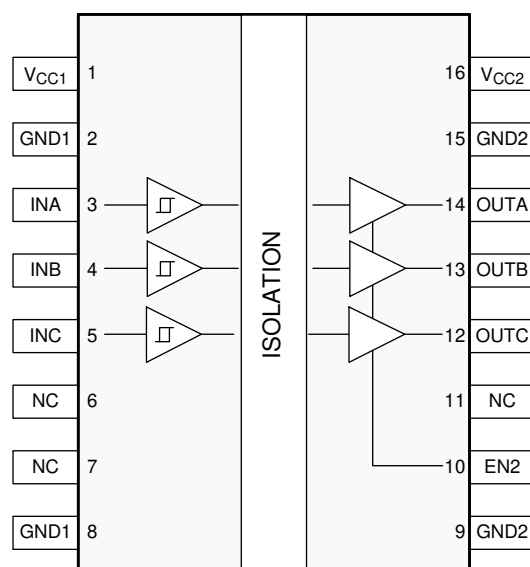 VCC1 1 16 VCC2
GND1 2 15 GND2
INA 3 14 OUTA
INB 4 13 OUTB
INC 5 12 OUTC
ISOLATION
NC 6 11 NC
NC 7 10 EN2
GND1 8 9 GND2